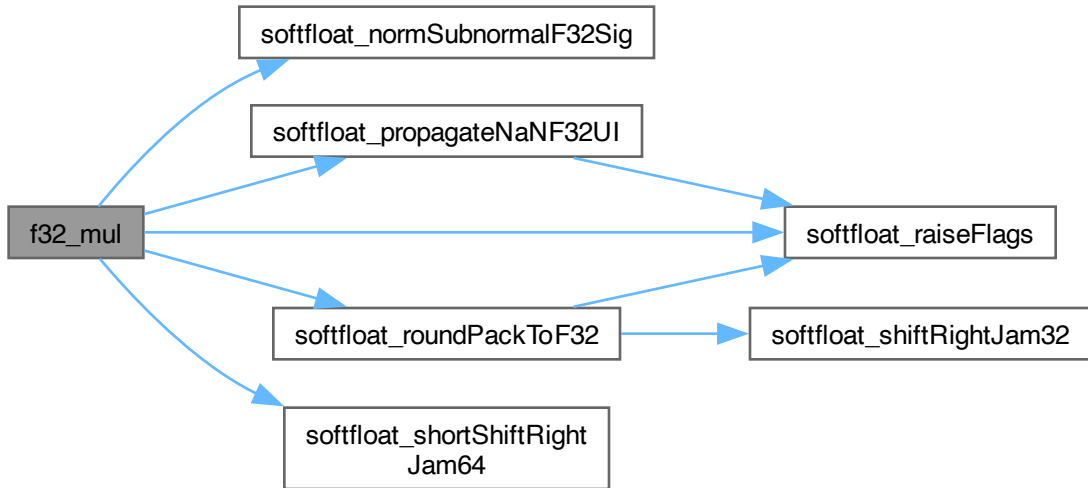 softfloat_normSubnormalF32Sig
softfloat_propagateNaNF32UI
f32_mul
softfloat_raiseFlags
softfloat_roundPackToF32
softfloat_shiftRightJam32
softfloat_shortShiftRight
Jam64